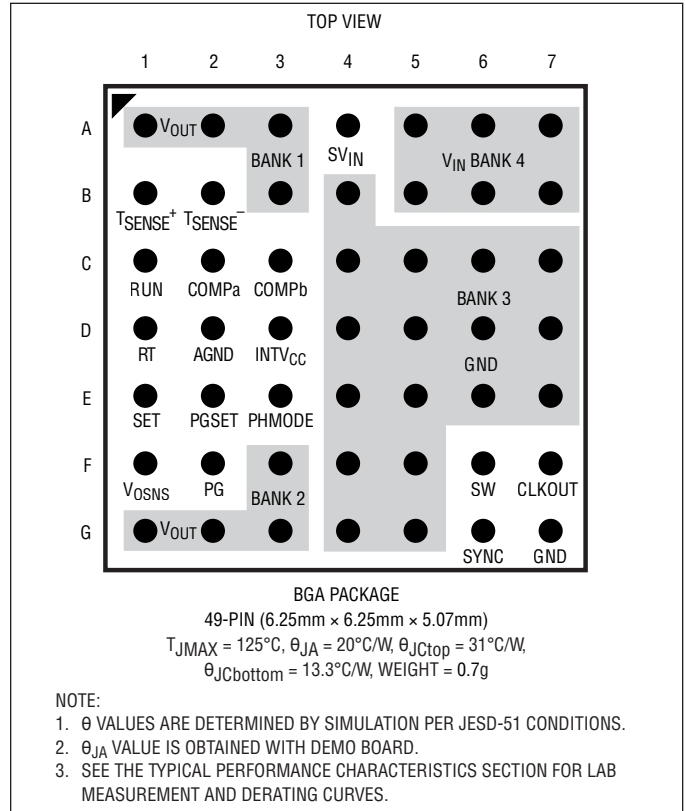 TOP VIEW
1 2 3 4 5 6 7
A VOUT
BANK 1 SVIN VIN BANK 4
B
TSENSE+ TSENSE–
C
RUN COMPa COMPb BANK 3
D
RT AGND INTVCC GND
E
SET PGSET PHMODE
F
VOSNS PG BANK 2 SW CLKOUT
G VOUT
SYNC GND
BGA PACKAGE
49-PIN (6.25mm × 6.25mm × 5.07mm)
TJMAX = 125°C, θJA = 20°C/W, θJCtop = 31°C/W,
θJCbottom = 13.3°C/W, WEIGHT = 0.7g
NOTE:
1. θ VALUES ARE DETERMINED BY SIMULATION PER JESD-51 CONDITIONS.
2. θJA VALUE IS OBTAINED WITH DEMO BOARD.
3. SEE THE TYPICAL PERFORMANCE CHARACTERISTICS SECTION FOR LAB
MEASUREMENT AND DERATING CURVES.